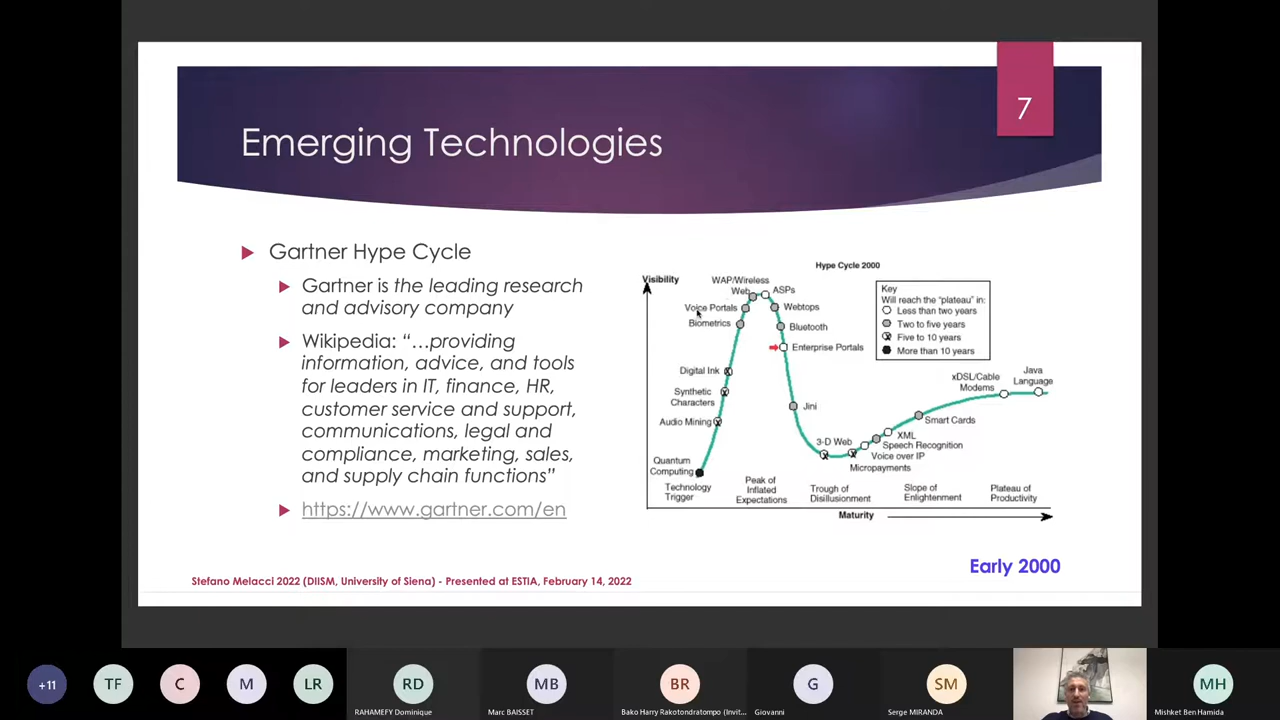 7
Emerging Technologies
Gartner Hype Cycle
Gartner is the leading research
and advisory company
Wikipedia: “…providing
information, advice, and tools
for leaders in IT, finance, HR,
customer service and support,
communications, legal and
compliance, marketing, sales,
and supply chain functions”
https://www.gartner.com/en
Hype Cycle 2000
Visibility
WAP/Wireless
Web
ASPs
Voice Portals
Webtops
Biometrics
Bluetooth
Enterprise Portals
Digital Ink
Synthetic
Characters
Jini
Audio Mining
3-D Web
Quantum
Computing
Key
Will reach the "plateau" in:
Less than two years
Two to five years
Five to 10 years
More than 10 years
xDSL/Cable
Modems
Java
Language
Smart Cards
XML
Speech Recognition
Voice over IP
Micropayments
Technology
Trigger
Peak of
Inflated
Expectations
Trough of
Disillusionment
Slope of
Enlightenment
Plateau of
Productivity
Maturity
Early 2000
Stefano Melacci 2022 (DIISM, University of Siena) - Presented at ESTIA, February 14, 2022
+11
TF
C
M
LR
RD
RAHAMEFY Dominique
MB
Marc BAISSET
BR
Bako Harry Rakotondratompo (Invit...
G
Giovanni
SM
Serge MIRANDA
MH
Mishket Ben Hamida